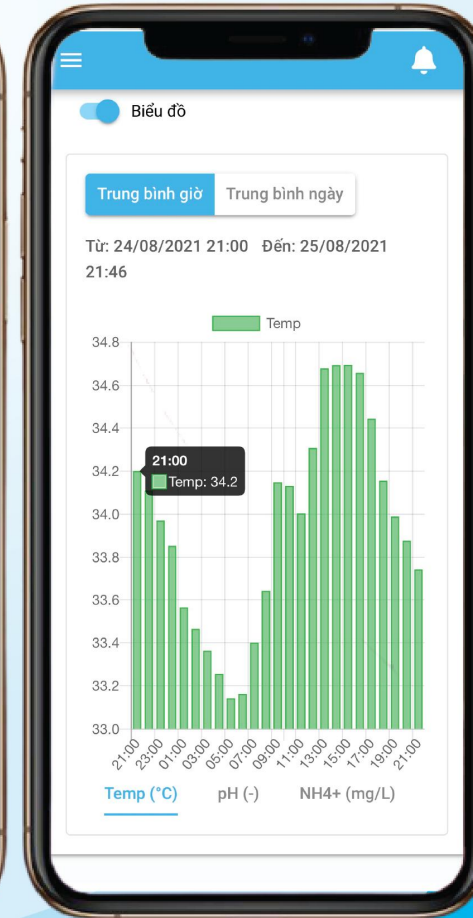 Biểu đồ
Trung bình giờ Trung bình ngày
Từ: 24/08/2021 21:00 Đến: 25/08/2021
21:46
Temp
34.8
34.6
34.4
34.2
34.0
33.8
33.6
33.4
33.2
33.0
21:00
Temp: 34.2
21:00 23:00 01:00 03:00 05:00 07:00 09:00 11:00 13:00 15:00 17:00 19:00 21:00
Temp (°C) pH (-) NH4+ (mg/L)